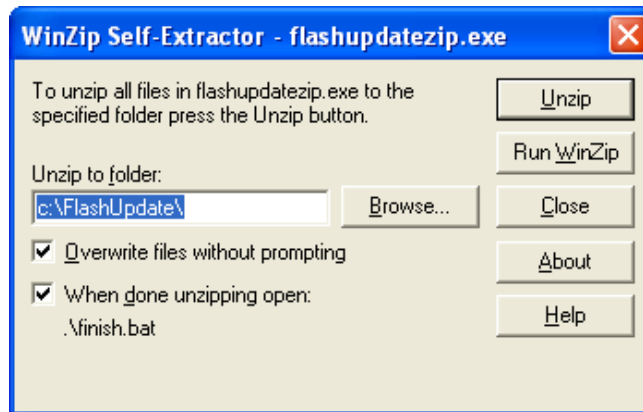 WinZip Self-Extractor - flashupdatezip.exe
To unzip all files in flashupdatezip.exe to the
specified folder press the Unzip button.
Unzip to folder:
c:\FlashUpdate\
Browse...
Overwrite files without prompting
When done unzipping open:
.\finish.bat
Unzip
Run WinZip
Close
About
Help